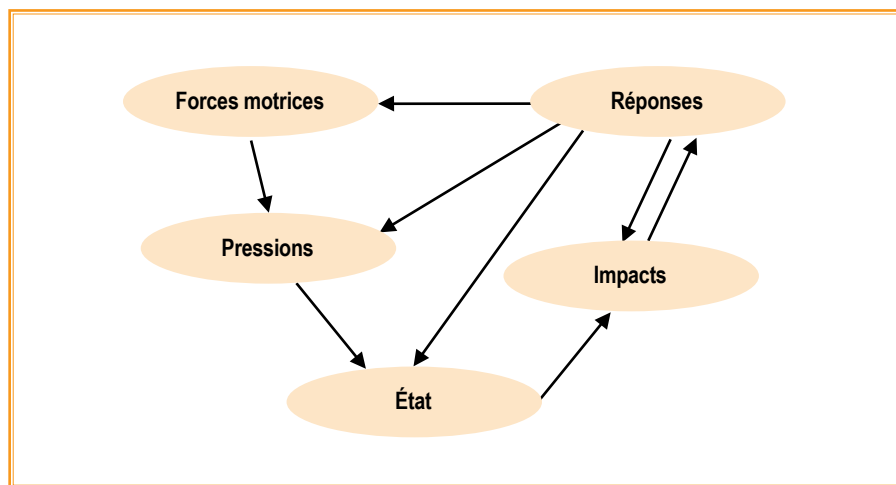 Forces motrices
Réponses
Pressions
Impacts
État